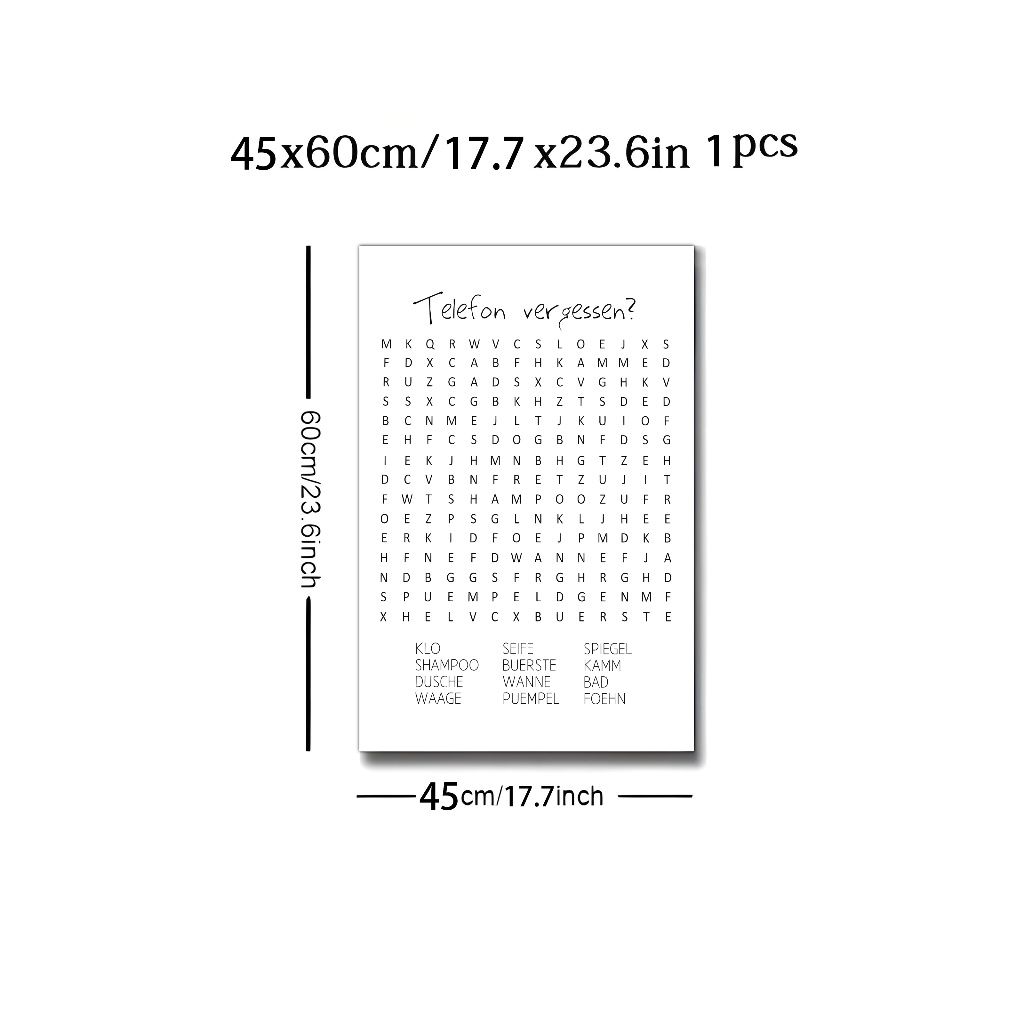 45x60cm/17.7 x23.6in 1pcs
Telefon vergessen?
M K Q R W V C S L O E J X S
F D X C A B F H K A M M E D
R U Z G A D S X C V G H K V
S S X C G B K H Z T S D E D
B C N M E J L T J K U I O F
E H F C S D O G B N F D S G
I E K J H M N B H G T Z E H
D C V B N F R E T Z U J I T
F W T S H A M P O O Z U F R
O E Z P S G L N K L J H E E
E R K I D F O E J P M D K B
H F N E F D W A N N E F J A
N D B G G S F R G H R G H D
S P U E M P E L D G E N M F
X H E L V C X B U E R S T E
KLO SEIFE SPIEGEL
SHAMPOO BUERSTE KAMM
DUSCHE WANNE BAD
WAAGE PUEMPEL FOEHN
60cm/23.6inch
45cm/17.7inch